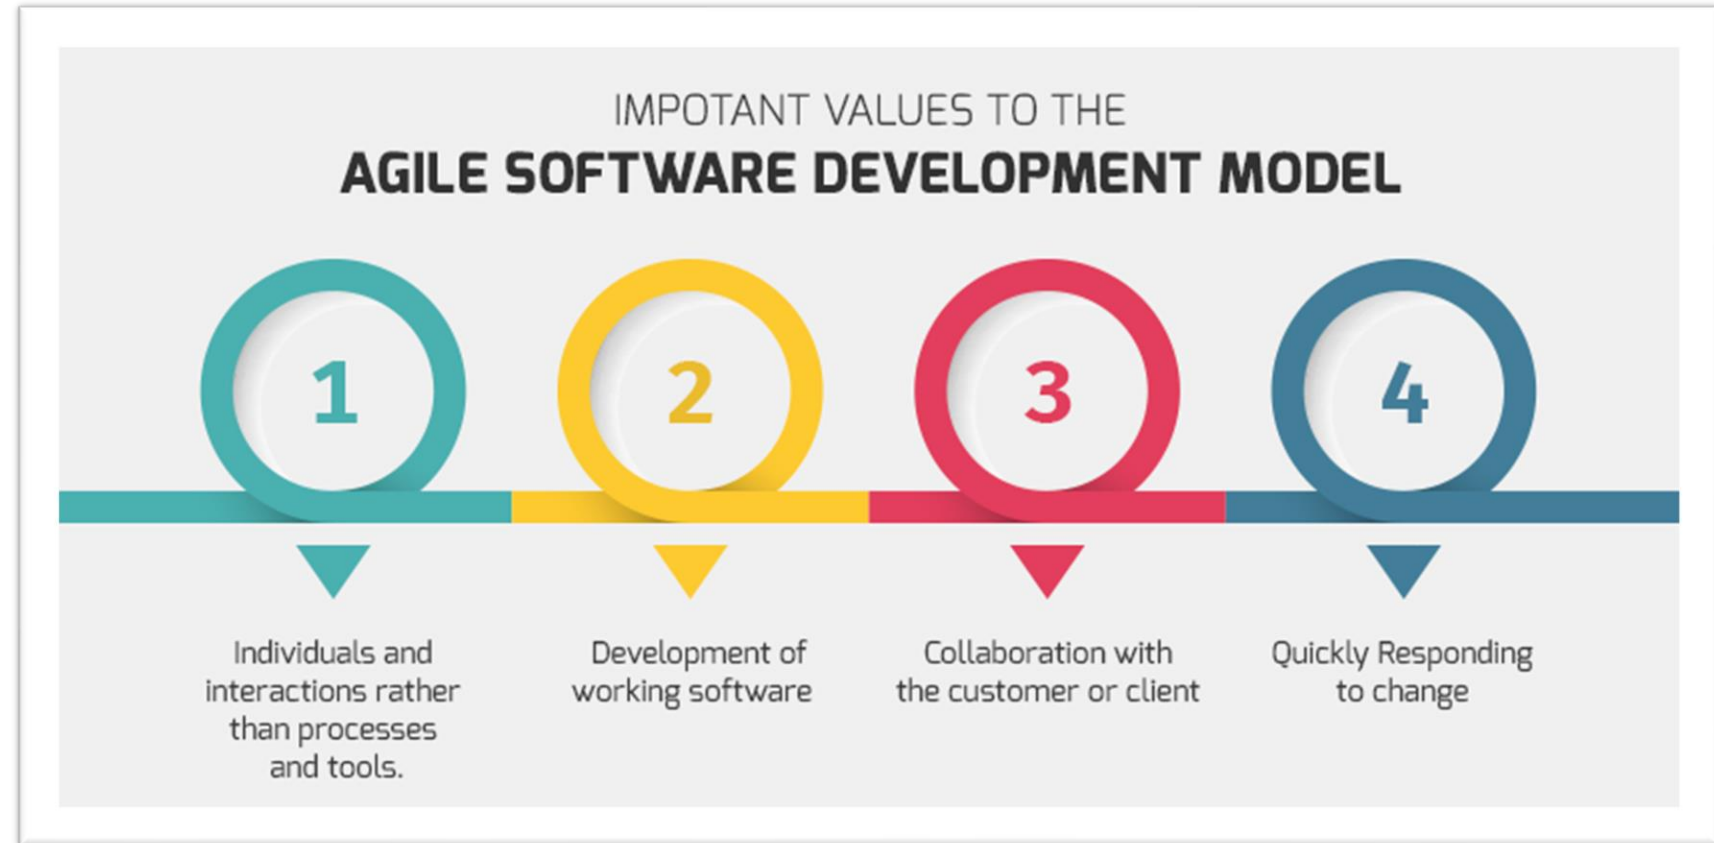 IMPOTANT VALUES TO THE
AGILE SOFTWARE DEVELOPMENT MODEL
1
2
3
4
Individuals and
interactions rather
than processes
and tools.
Development of
working software
Collaboration with
the customer or client
Quickly Responding
to change